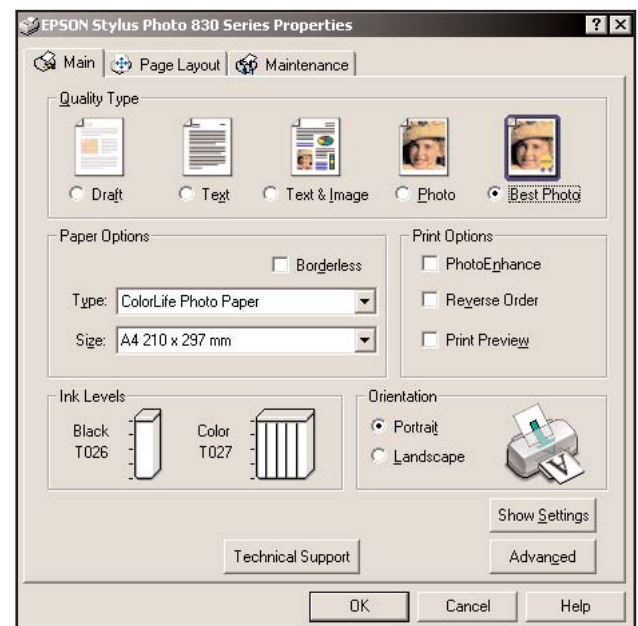 EPSON Stylus Photo 830 Series Properties
Main Page Layout Maintenance
Quality Type
Draft Text Text & Image Photo Best Photo
Paper Options
Borderless
Type: ColorLife Photo Paper
Size: A4 210 x 297 mm
Print Options
PhotoEnhance
Reverse Order
Print Preview
Ink Levels
Black
T026
Color
T027
Orientation
Portrait
Landscape
Show Settings
Technical Support Advanced
OK Cancel Help